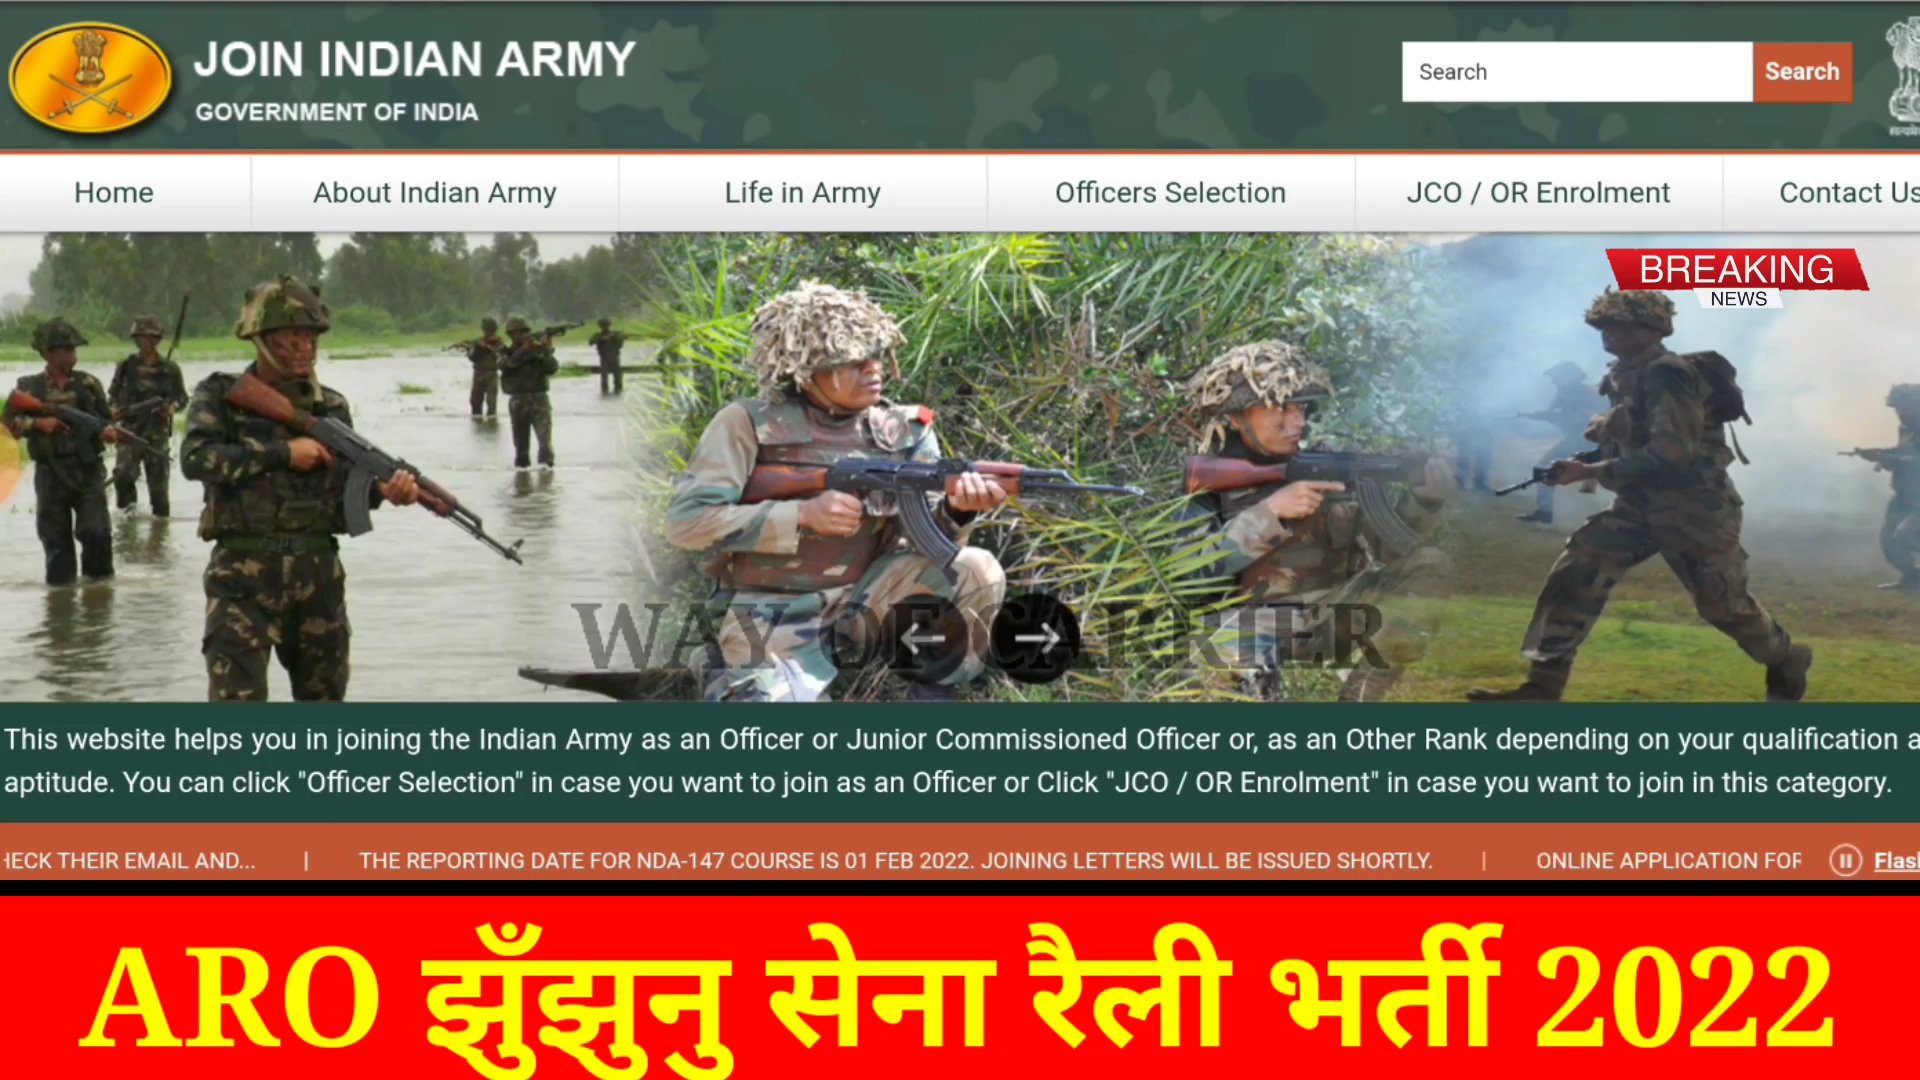 JOIN INDIAN ARMY
GOVERNMENT OF INDIA
Search
Search
Home
About Indian Army
Life in Army
Officers Selection
JCO / OR Enrolment
Contact Us
BREAKING
NEWS
WAY OF CARRIER
This website helps you in joining the Indian Army as an Officer or Junior Commissioned Officer or, as an Other Rank depending on your qualification a
aptitude. You can click "Officer Selection" in case you want to join as an Officer or Click "JCO / OR Enrolment" in case you want to join in this category.
HECK THEIR EMAIL AND... | THE REPORTING DATE FOR NDA-147 COURSE IS 01 FEB 2022. JOINING LETTERS WILL BE ISSUED SHORTLY. | ONLINE APPLICATION FOR Flash
ARO झुँझुनु सेना रैली भर्ती 2022